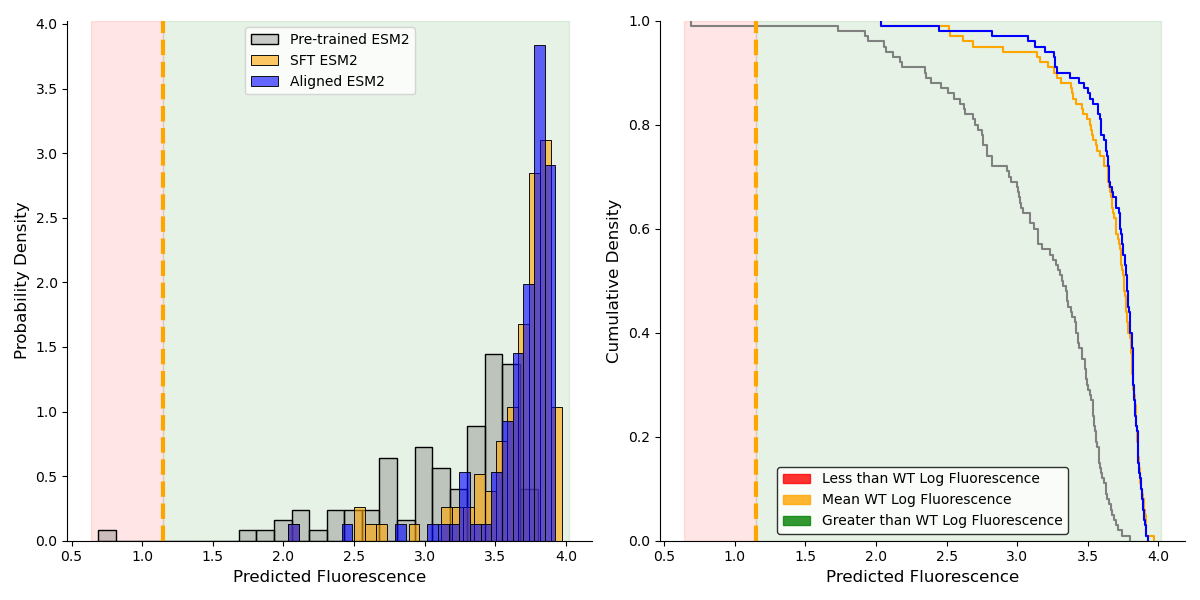 4.0
3.5
3.0
2.5
2.0
1.5
1.0
0.5
0.0
Probability Density
Pre-trained ESM2
SFT ESM2
Aligned ESM2
0.5 1.0 1.5 2.0 2.5 3.0 3.5 4.0
Predicted Fluorescence
1.0
0.8
0.6
0.4
0.2
0.0
Cumulative Density
Less than WT Log Fluorescence
Mean WT Log Fluorescence
Greater than WT Log Fluorescence
0.5 1.0 1.5 2.0 2.5 3.0 3.5 4.0
Predicted Fluorescence